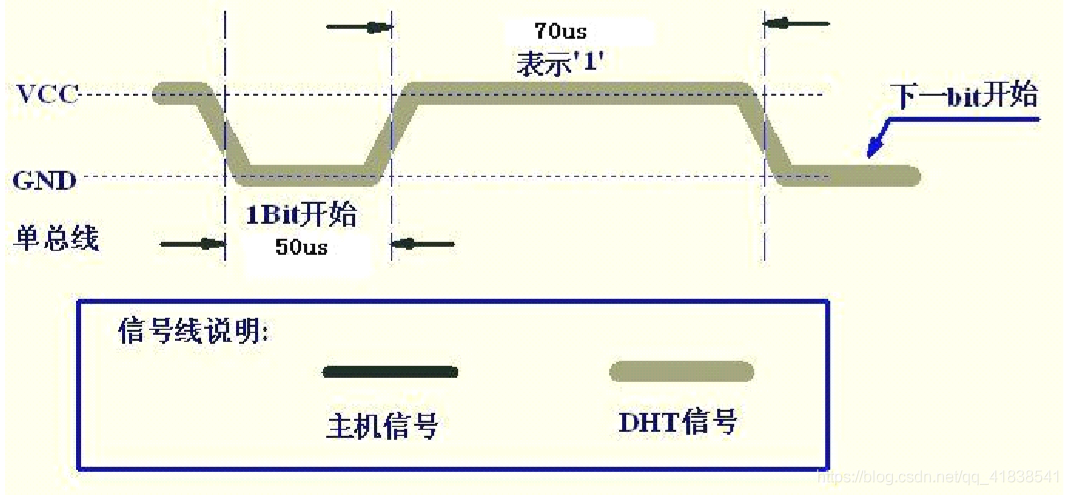 70us
表示'1'
VCC
下一bit开始
GND
1Bit开始
单总线
50us
信号线说明:
主机信号
DHT信号
https://blog.csdn.net/qq_41838541